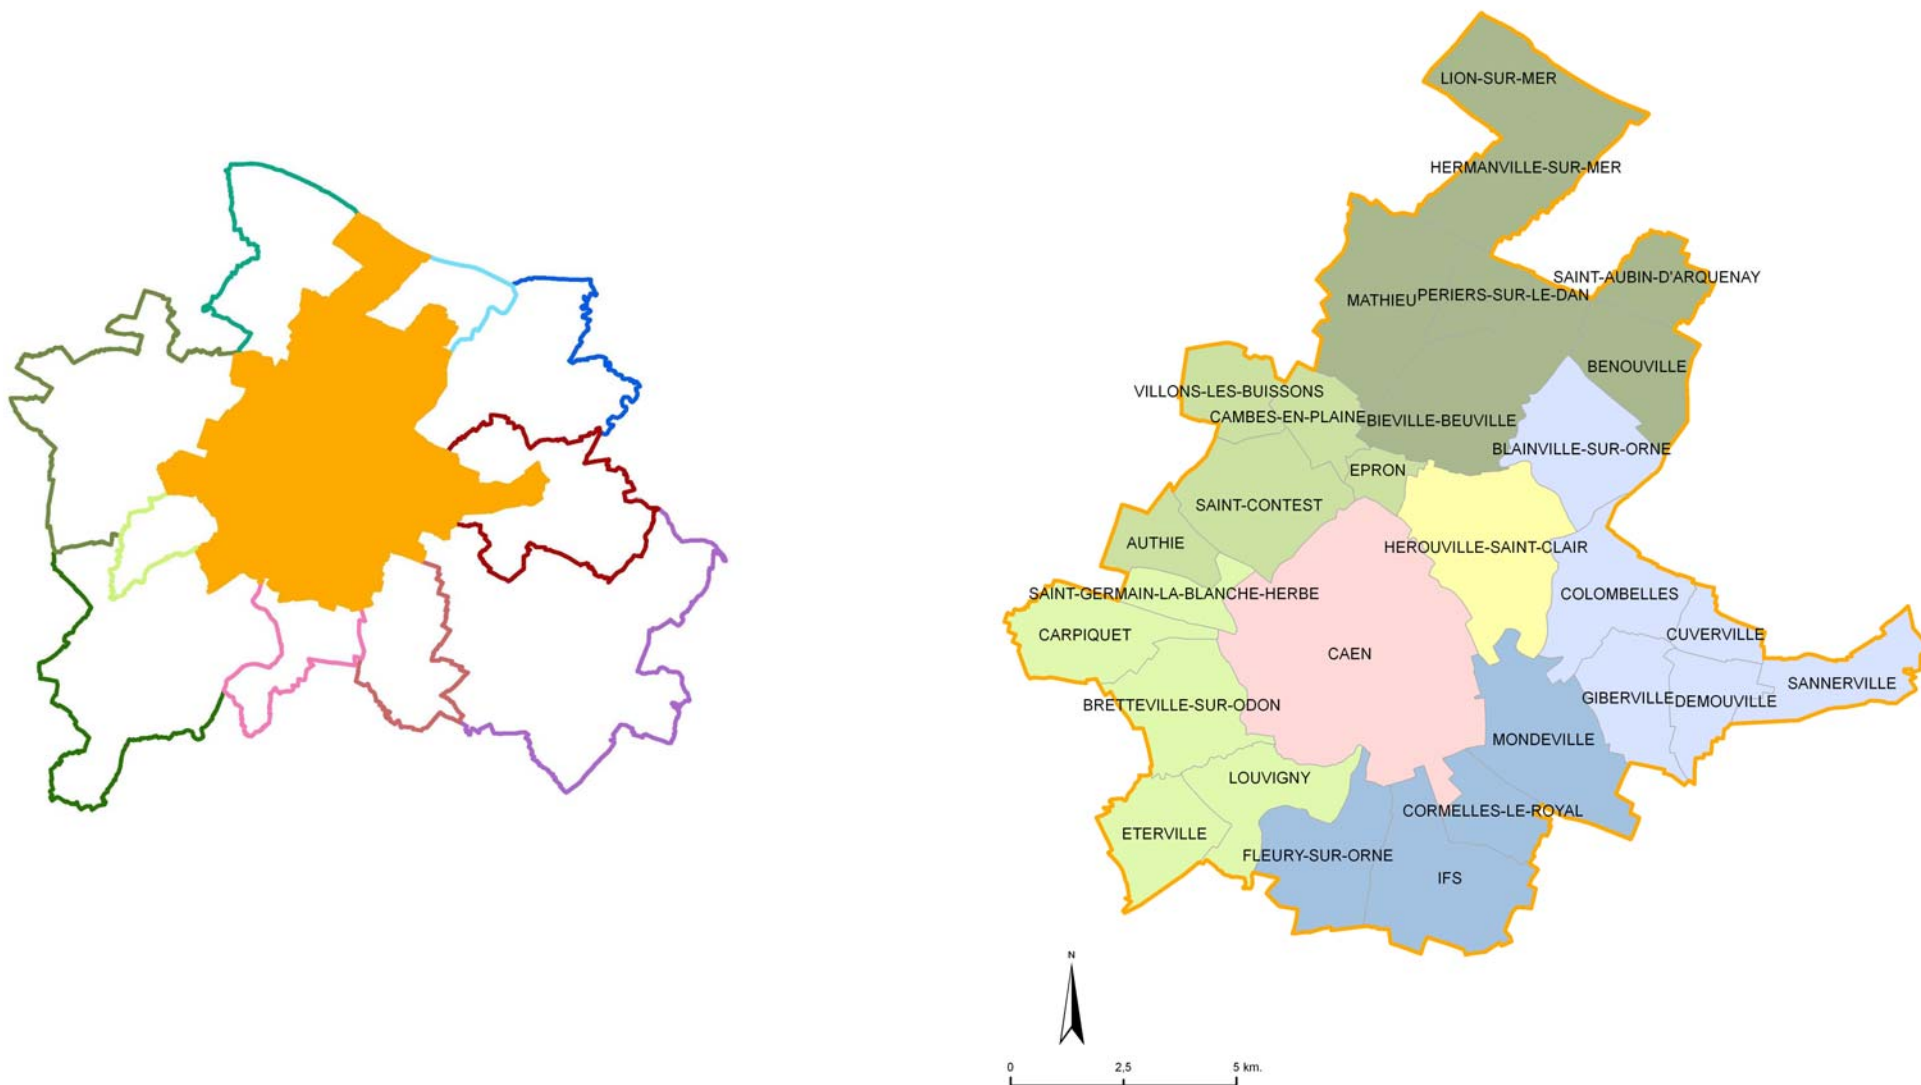 LION-SUR-MER
HERMANVILLE-SUR-MER
SAINT-AUBIN-D'ARQUENAY
MATHIEU
PERIERS-SUR-LE-DAN
BENOUVILLE
VILLONS-LES-BUISSONS
CAMBES-EN-PLAINE
BIEVILLE-BEUVILLE
BLAINVILLE-SUR-ORNE
EPRON
SAINT-CONTEST
AUTHIE
HEROUVILLE-SAINT-CLAIR
SAINT-GERMAIN-LA-BLANCHE-HERBE
COLOMBELLES
CARPIQUET
CUVERVILLE
CAEN
SANNERVILLE
BRETTEVILLE-SUR-ODON
GIBERVILLE
DEMOUVILLE
MONDEVILLE
LOUVIGNY
CORMELLES-LE-ROYAL
ETERVILLE
FLEURY-SUR-ORNE
IFS
N
0 2,5 5 km.